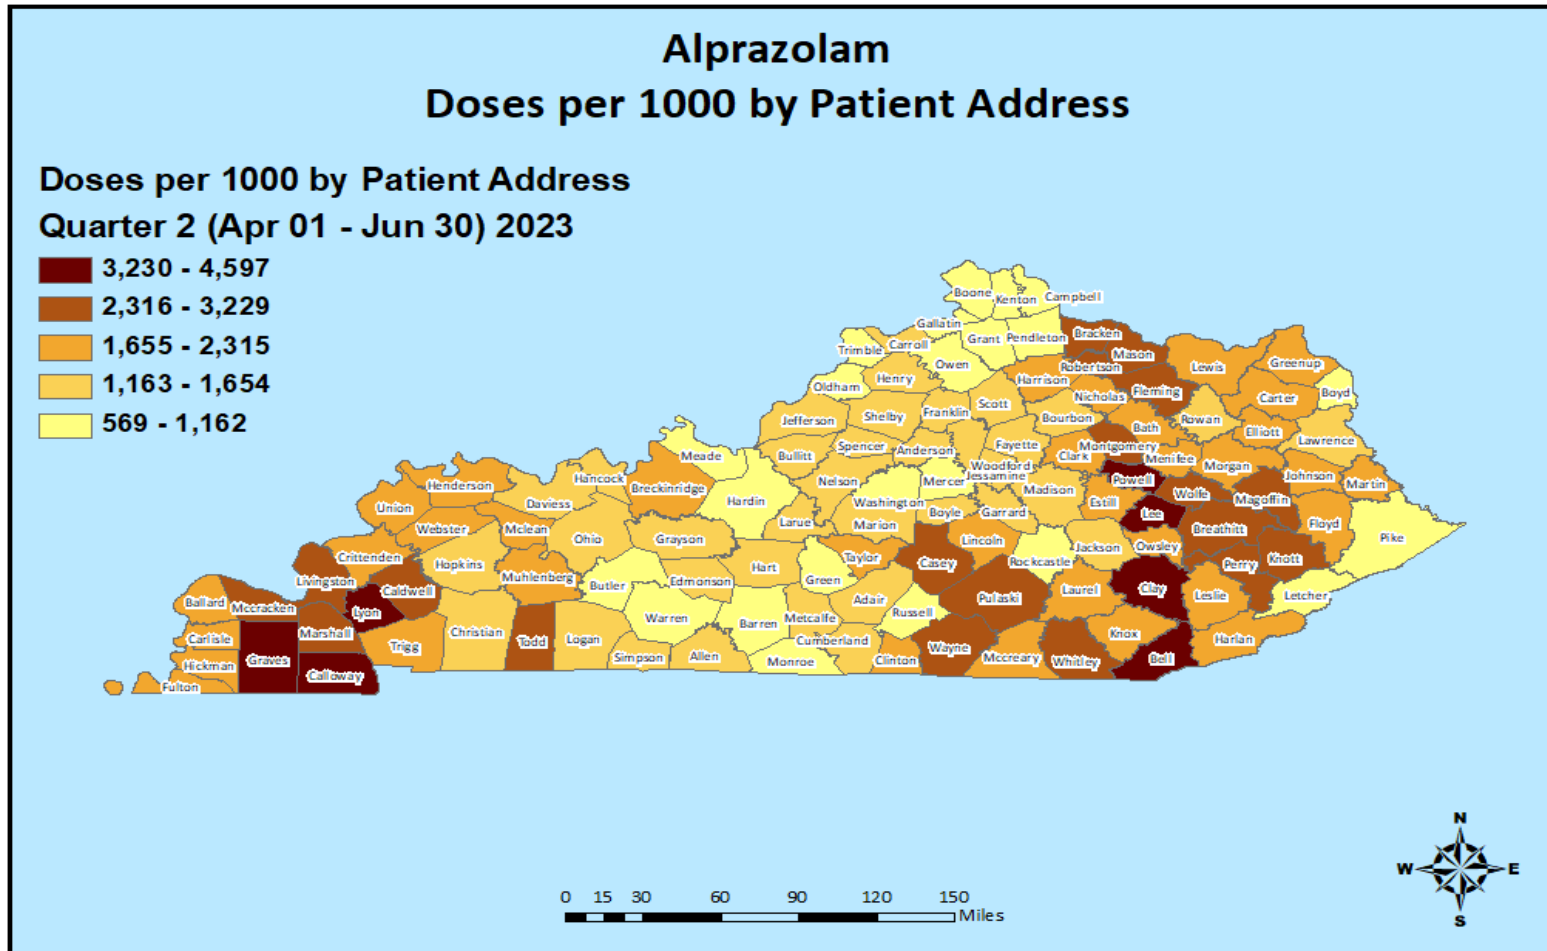 Alprazolam
Doses per 1000 by Patient Address
Doses per 1000 by Patient Address
Quarter 2 (Apr 01 - Jun 30) 2023
3,230 - 4,597
2,316 - 3,229
1,655 - 2,315
1,163 - 1,654
569 - 1,162
Boone
Kenton
Campbell
Gallatin
Grant
Pendleton
Bracken
Trimble
Carroll
Owen
Mason
Robertson
Lewis
Greenup
Oldham
Henry
Harrison
Fleming
Nicholas
Carter
Boyd
Jefferson
Shelby
Franklin
Scott
Bourbon
Bath
Rowan
Elliott
Lawrence
Bullitt
Spencer
Anderson
Fayette
Clark
Montgomery
Menifee
Morgan
Meade
Woodford
Jessamine
Powell
Johnson
Martin
Hancock
Breckinridge
Hardin
Nelson
Washington
Mercer
Madison
Estill
Wolfe
Magoffin
Henderson
Daviess
Union
Webster
Mclean
Ohio
Grayson
Larue
Marion
Boyle
Garrard
Lee
Breathitt
Floyd
Pike
Crittenden
Hopkins
Muhlenberg
Butler
Edmonson
Hart
Green
Taylor
Casey
Lincoln
Rockcastle
Jackson
Owsley
Perry
Knott
Livingston
Caldwell
Lyon
Ballard
Mccracken
Adair
Russell
Pulaski
Laurel
Clay
Leslie
Letcher
Carlisle
Graves
Marshall
Trigg
Christian
Todd
Logan
Warren
Barren
Metcalfe
Cumberland
Hickman
Calloway
Simpson
Allen
Monroe
Clinton
Wayne
Mccreary
Whitley
Knox
Bell
Harlan
Fulton
N
W
E
S
0 15 30 60 90 120 150
Miles